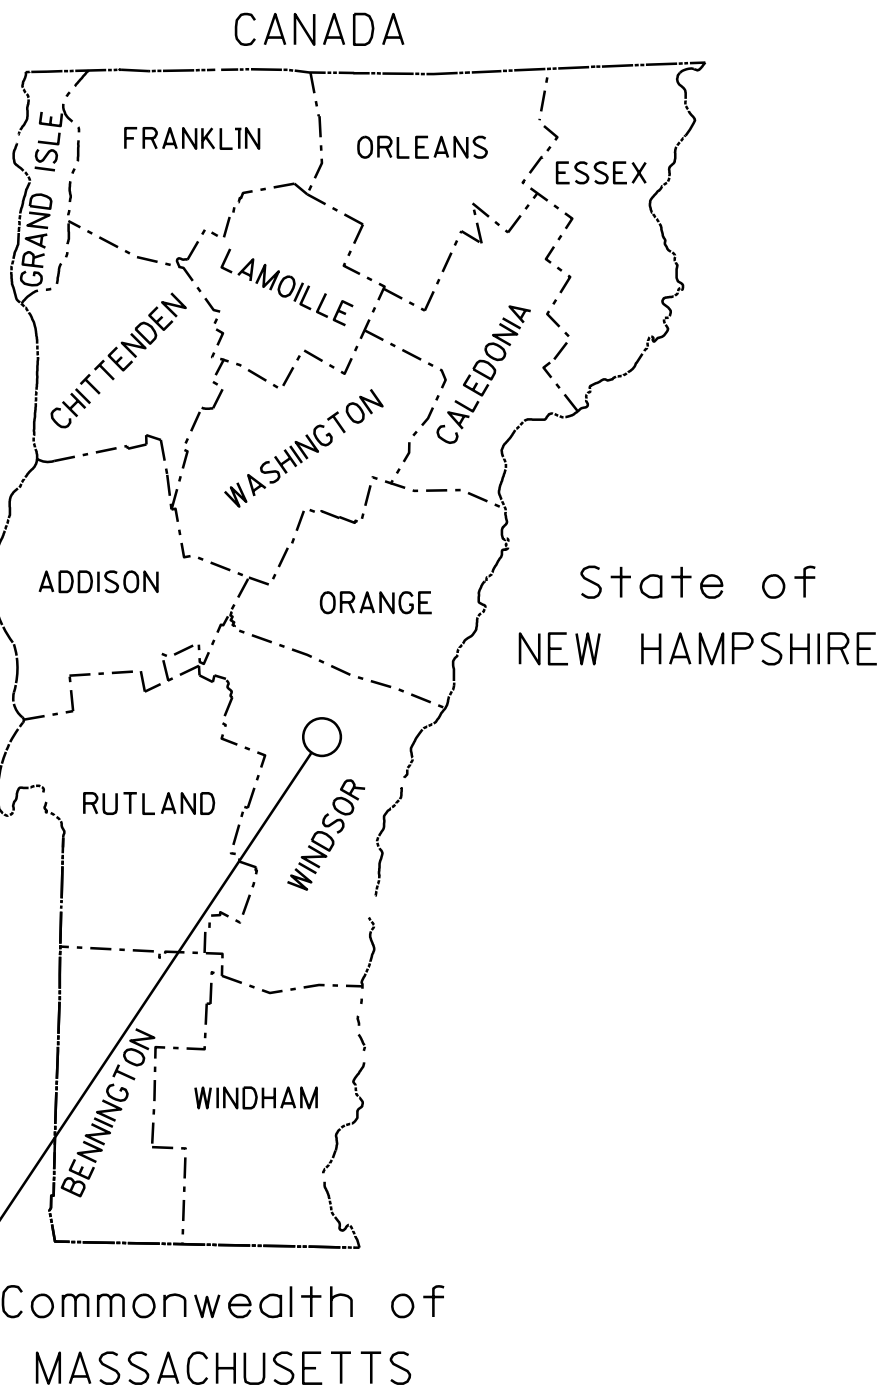 CANADA
FRANKLIN
ORLEANS
ESSEX
GRAND ISLE
LAMOILLE
CHITTENDEN
CALEDONIA
WASHINGTON
ADDISON
ORANGE
State of
NEW HAMPSHIRE
RUTLAND
WINDSOR
BENNINGTON
WINDHAM
Commonwealth of
MASSACHUSETTS